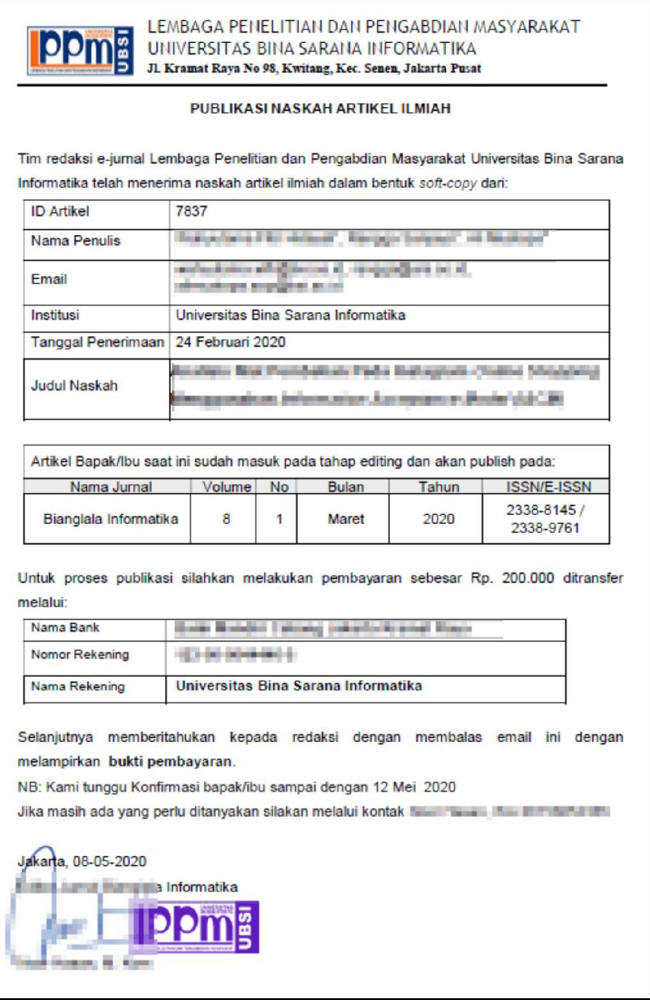 LEMBAGA PENELITIAN DAN PENGABDIAN MASYARAKAT
UNIVERSITAS BINA SARANA INFORMATIKA
Jl. Kramat Raya No 98, Kwitang, Kec. Senen, Jakarta Pusat
ppm UBSI
PUBLIKASI NASKAH ARTIKEL ILMIAH
Tim redaksi e-jurnal Lembaga Penelitian dan Pengabdian Masyarakat Universitas Bina Sarana
Informatika telah menerima naskah artikel ilmiah dalam bentuk soft-copy dari:
ID Artikel 7837
Nama Penulis
Email
Institusi Universitas Bina Sarana Informatika
Tanggal Penerimaan 24 Februari 2020
Judul Naskah
Artikel Bapak/Ibu saat ini sudah masuk pada tahap editing dan akan publish pada:
Nama Jurnal Volume No Bulan Tahun ISSN/E-ISSN
Bianglala Informatika 8 1 Maret 2020 2338-8145 /
2338-9761
Untuk proses publikasi silahkan melakukan pembayaran sebesar Rp. 200.000 ditransfer
melalui:
Nama Bank
Nomor Rekening
Nama Rekening Universitas Bina Sarana Informatika
Selanjutnya memberitahukan kepada redaksi dengan membalas email ini dengan
melampirkan bukti pembayaran.
NB: Kami tunggu Konfirmasi bapak/ibu sampai dengan 12 Mei 2020
Jika masih ada yang perlu ditanyakan silakan melalui kontak
Jakarta, 08-05-2020
a Informatika
ppm UBSI